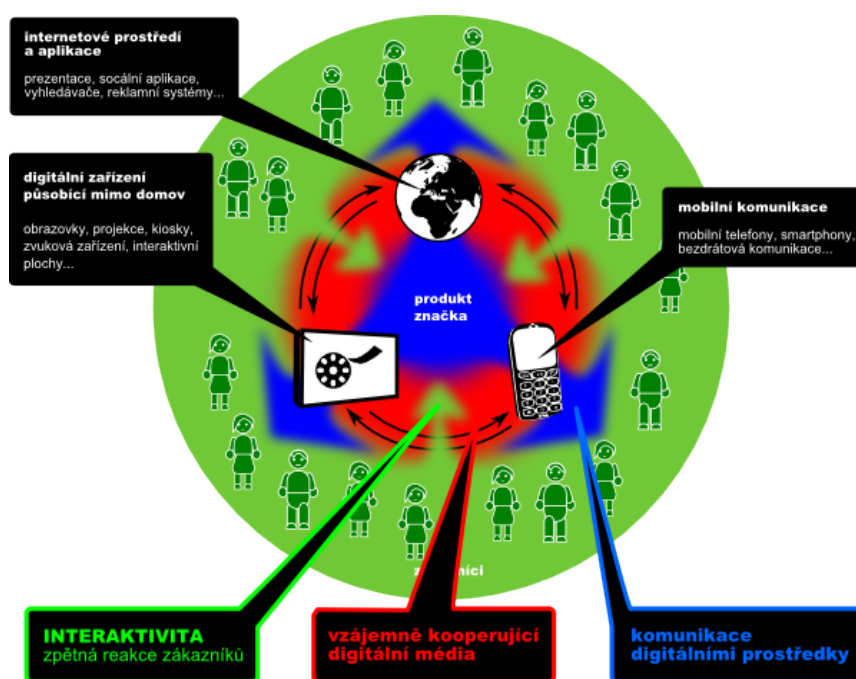 internetové prostředí
a aplikace
prezentace, socální aplikace,
vyhledávače, reklamní systémy...
digitální zařízení
působící mimo domov
obrazovky, projekce, kiosky,
zvuková zařízení, interaktivní
plochy...
mobilní komunikace
mobilní telefony, smartphony,
bezdrátová komunikace...
produkt
značka
INTERAKTIVITA
zpětná reakce zákazníků
vzájemně kooperující
digitální média
komunikace
digitálními prostředky